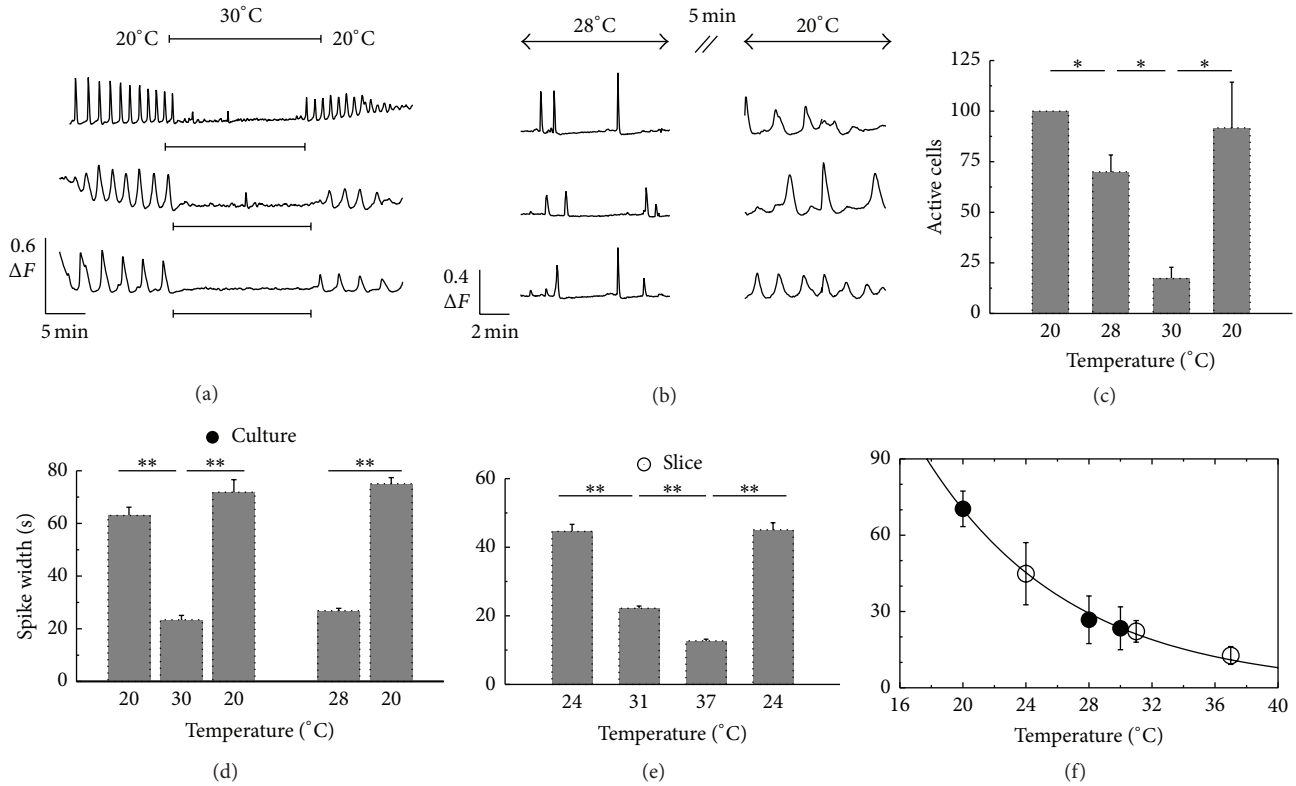 30°C
20°C 20°C
0.6
ΔF
5 min
(a)
5 min
28°C 20°C
0.4
ΔF
2 min
(b)
125
100
75
50
25
0
Active cells
* * *
20 28 30 20
Temperature (°C)
(c)
● Culture
80
60
40
20
0
Spike width (s)
** ** **
20 30 20 28 20
Temperature (°C)
(d)
○ Slice
60
40
20
0
** ** **
24 31 37 24
Temperature (°C)
(e)
90
60
30
0
16 20 24 28 32 36 40
Temperature (°C)
(f)